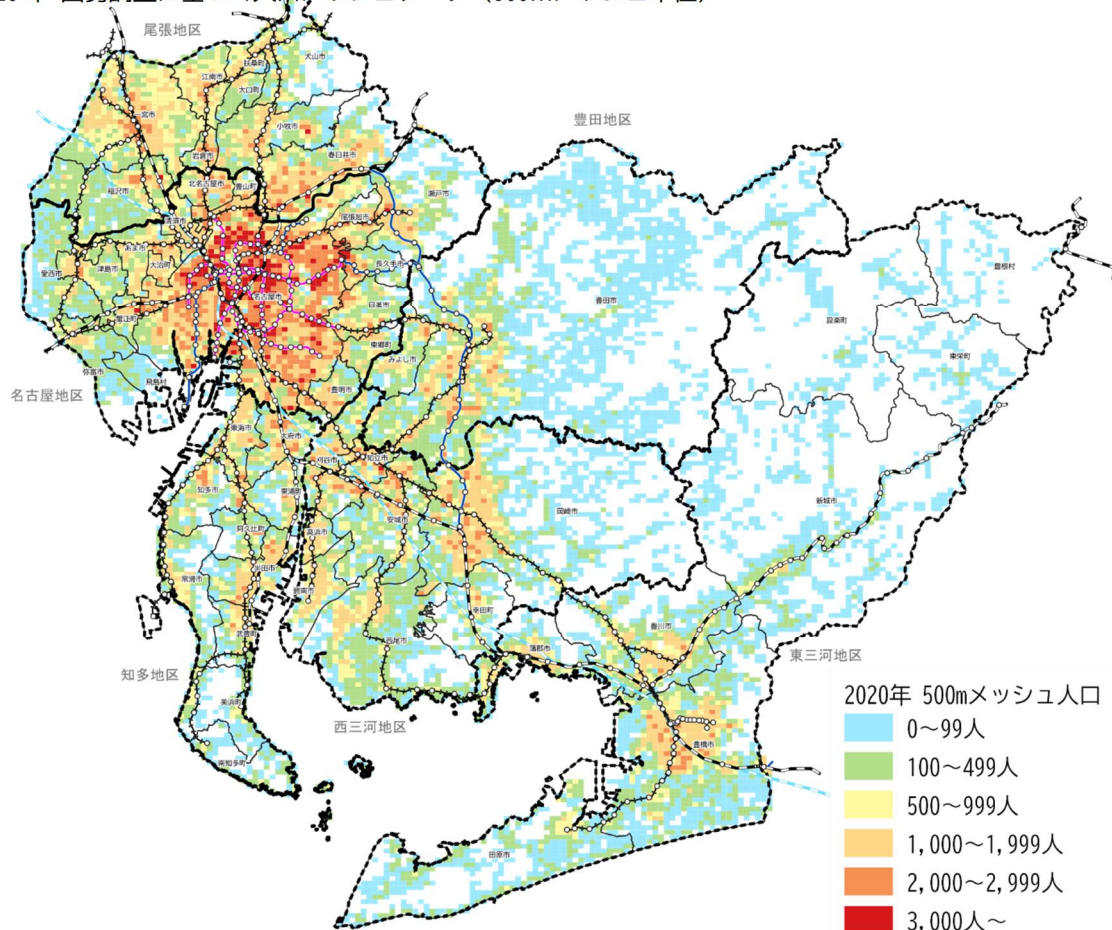 尾張地区
犬山市
扶桑町
江南市
大口町
豊田地区
一宮市
小牧市
岩倉市
春日井市
稲沢市
北名古屋市
豊山町
瀬戸市
清須市
尾張旭市
あま市
愛西市
津島市
大治町
長久手市
名古屋市
豊田市
豊根村
蟹江町
日進市
設楽町
東郷町
みよし市
東栄町
弥富市
飛島村
豊明市
名古屋地区
東海市
大府市
刈谷市
知立市
知多市
東浦町
新城市
岡崎市
阿久比町
安城市
高浜市
半田市
常滑市
碧南市
幸田町
武豊町
西尾市
豊川市
蒲郡市
東三河地区
知多地区
美浜町
西三河地区
豊橋市
南知多町
田原市
2020年 500mメッシュ人口
0～99人
100～499人
500～999人
1,000～1,999人
2,000～2,999人
3,000人～